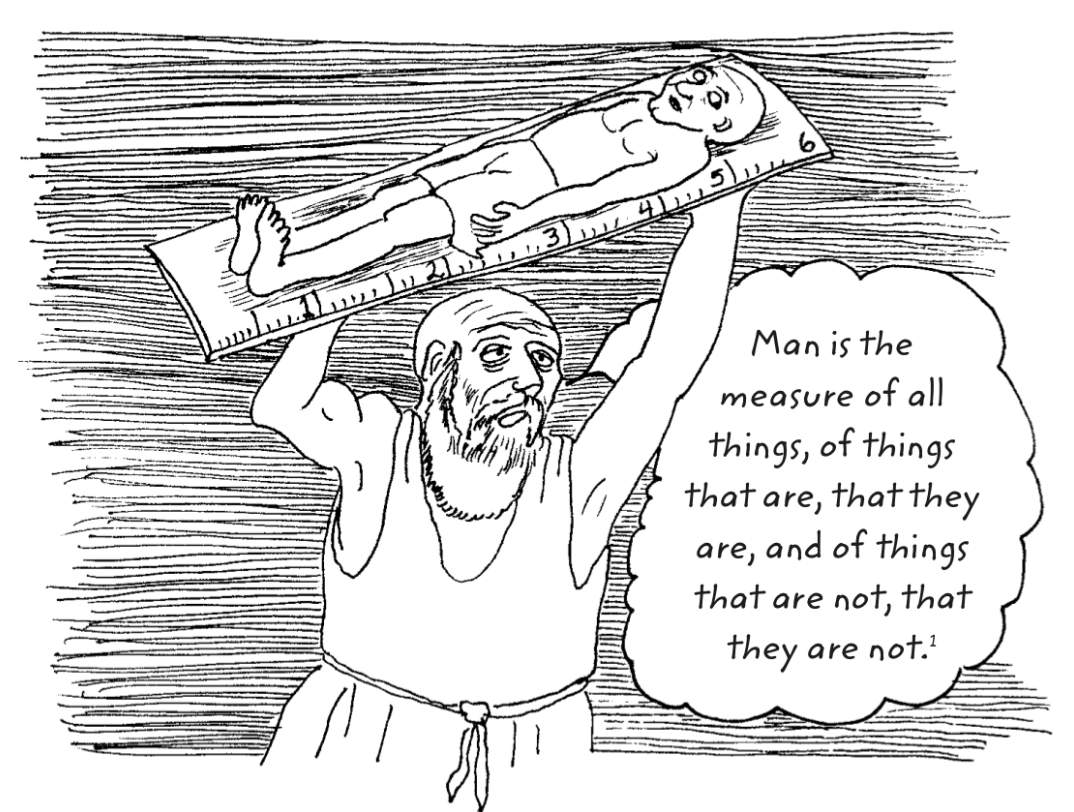 1 2 3 4 5 6
Man is the
measure of all
things, of things
that are, that they
are, and of things
that are not, that
they are not.¹